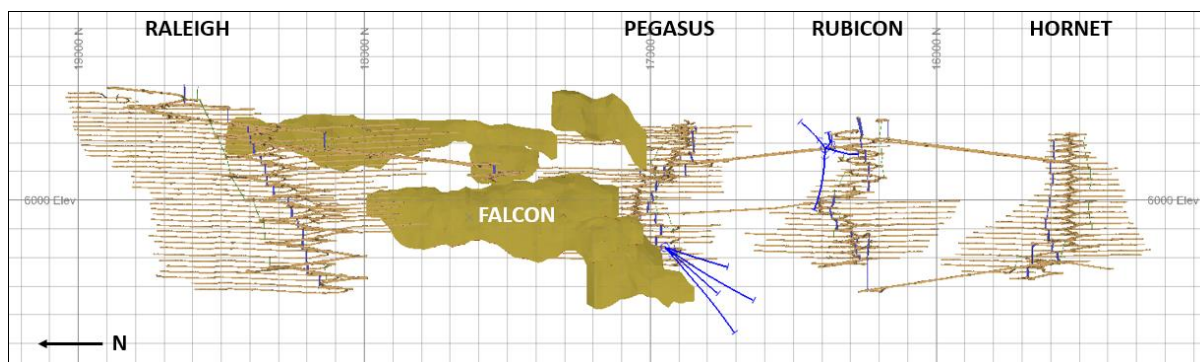 RALEIGH
PEGASUS
RUBICON
HORNET
19000 N
18000 N
17000 N
16000 N
6000 Elev
6000 Elev
FALCON
N